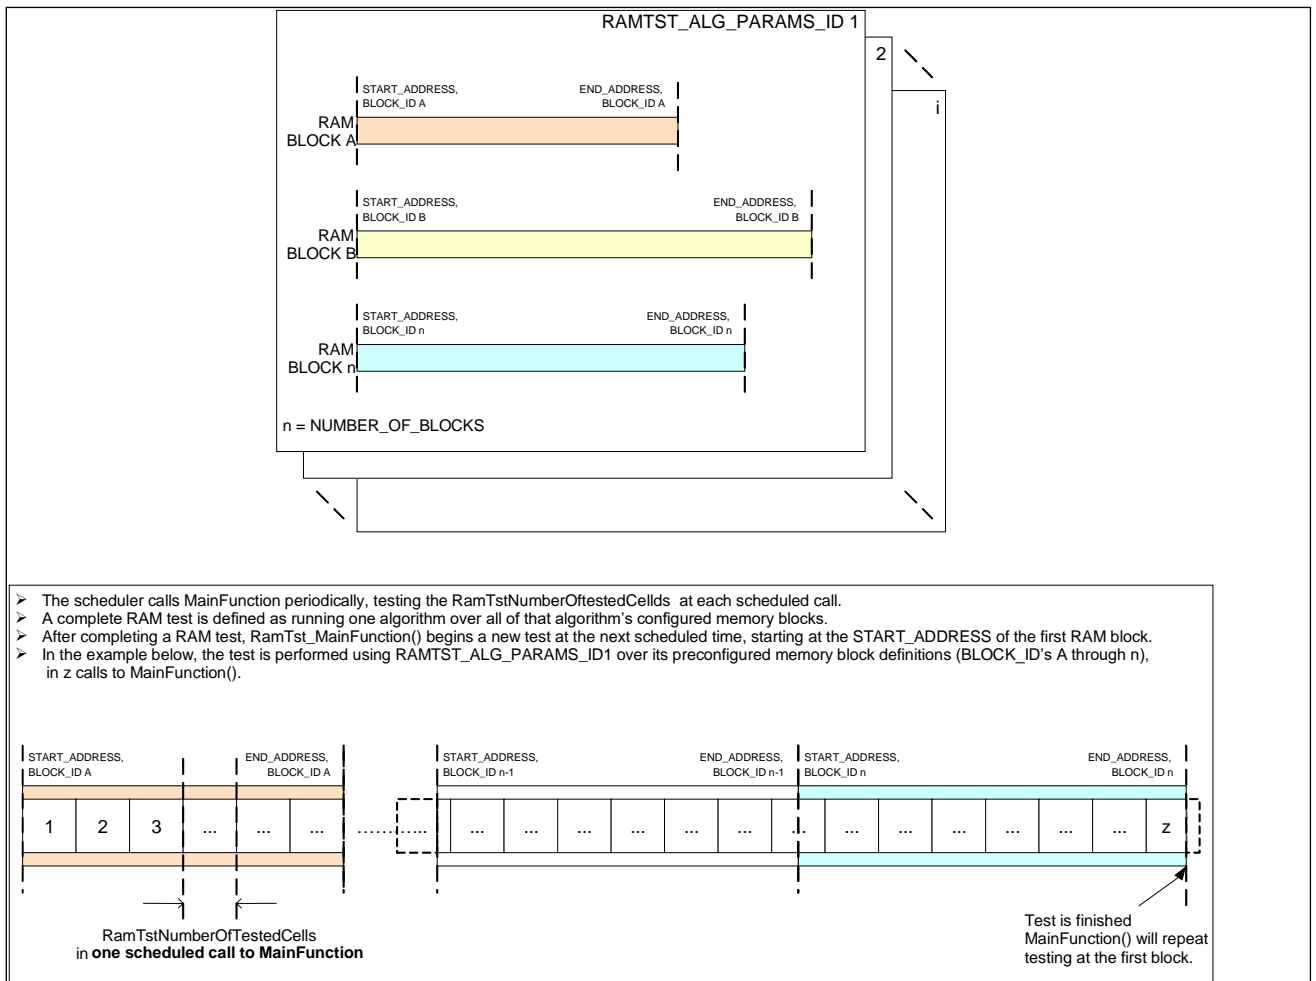 RAMTST_ALG_PARAMS_ID 1
2
i
START_ADDRESS,
BLOCK_ID A
END_ADDRESS,
BLOCK_ID A
RAM
BLOCK A
START_ADDRESS,
BLOCK_ID B
END_ADDRESS,
BLOCK_ID B
RAM
BLOCK B
START_ADDRESS,
BLOCK_ID n
END_ADDRESS,
BLOCK_ID n
RAM
BLOCK n
n = NUMBER_OF_BLOCKS
➢ The scheduler calls MainFunction periodically, testing the RamTstNumberOftestedCellds at each scheduled call.
➢ A complete RAM test is defined as running one algorithm over all of that algorithm's configured memory blocks.
➢ After completing a RAM test, RamTst_MainFunction() begins a new test at the next scheduled time, starting at the START_ADDRESS of the first RAM block.
➢ In the example below, the test is performed using RAMTST_ALG_PARAMS_ID1 over its preconfigured memory block definitions (BLOCK_ID's A through n),
in z calls to MainFunction().
START_ADDRESS,
BLOCK_ID A
END_ADDRESS,
BLOCK_ID A
START_ADDRESS,
BLOCK_ID n-1
END_ADDRESS,
BLOCK_ID n-1
START_ADDRESS,
BLOCK_ID n
END_ADDRESS,
BLOCK_ID n
1 2 3 ... ... ... ............ ... ... ... ... ... ... ... ... ... ... ... ... ... z
RamTstNumberOfTestedCells
in one scheduled call to MainFunction
Test is finished
MainFunction() will repeat
testing at the first block.